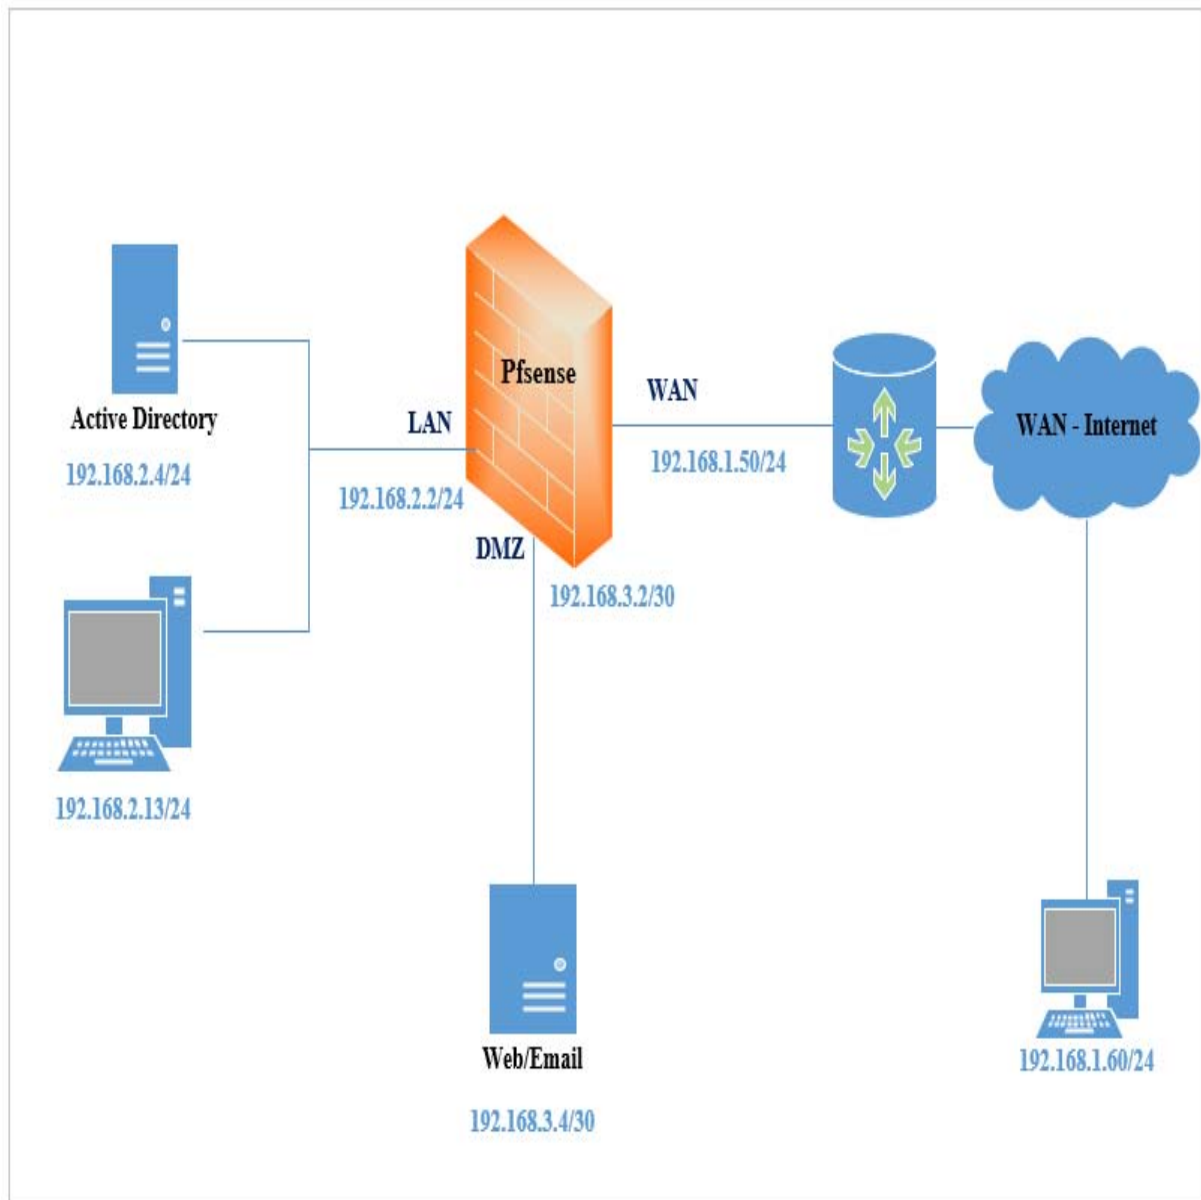 Pfsense
WAN
WAN - Internet
Active Directory
LAN
192.168.1.50/24
192.168.2.4/24
192.168.2.2/24
DMZ
192.168.3.2/30
192.168.2.13/24
Web/Email
192.168.1.60/24
192.168.3.4/30